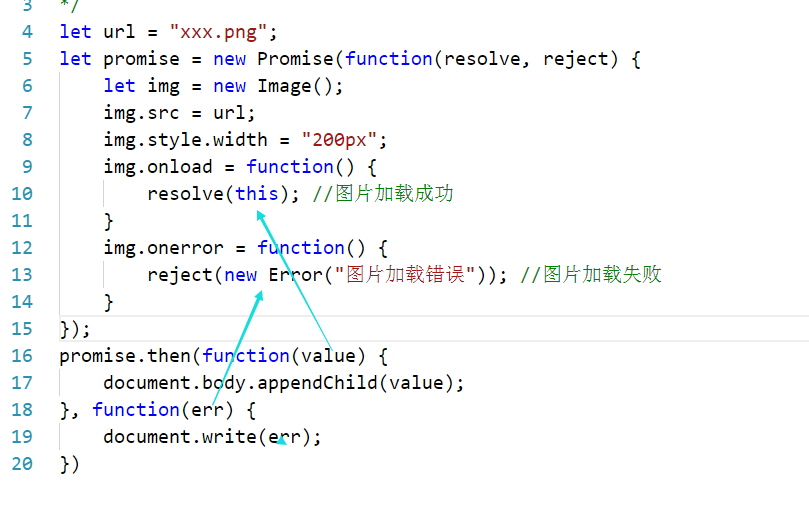 3 */
4 let url = "xxx.png";
5 let promise = new Promise(function(resolve, reject) {
6     let img = new Image();
7     img.src = url;
8     img.style.width = "200px";
9     img.onload = function() {
10         resolve(this); //图片加载成功
11     }
12     img.onerror = function() {
13         reject(new Error("图片加载错误")); //图片加载失败
14     }
15 });
16 promise.then(function(value) {
17     document.body.appendChild(value);
18 }, function(err) {
19     document.write(err);
20 })